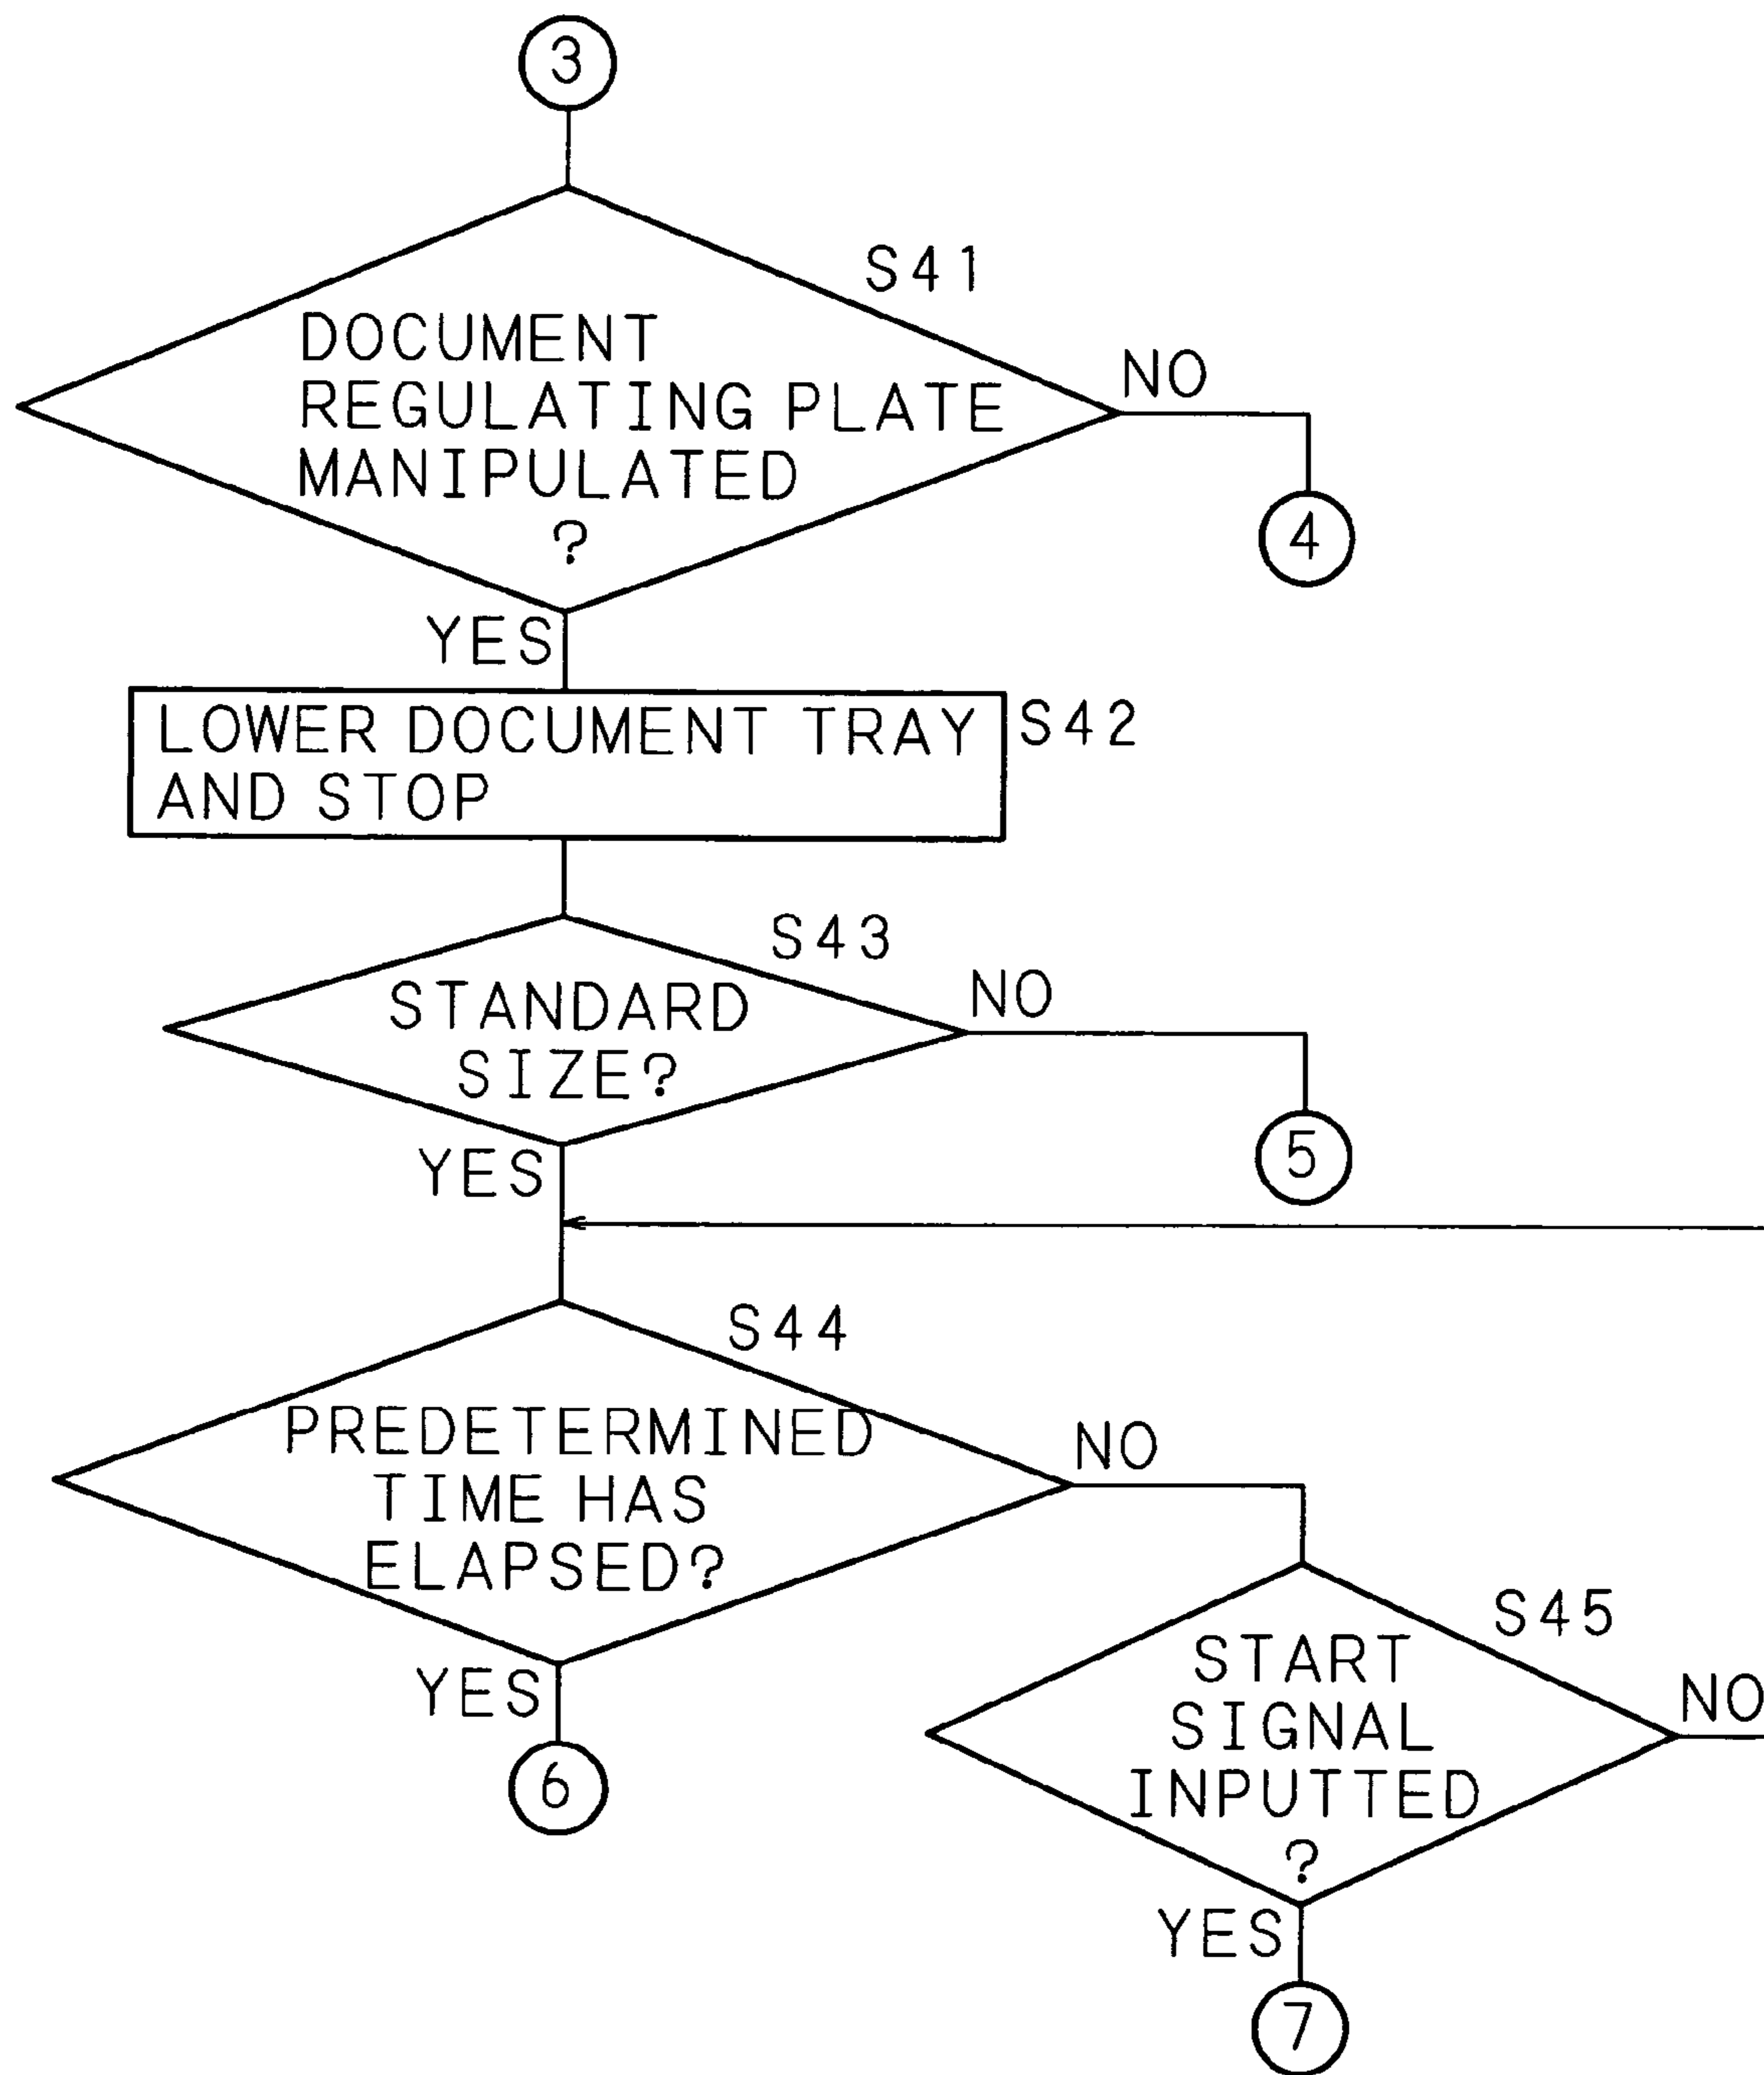 3
S41
DOCUMENT
REGULATING PLATE
MANIPULATED
?
NO
4
YES
LOWER DOCUMENT TRAY
AND STOP
S42
S43
STANDARD
SIZE?
NO
5
YES
S44
PREDETERMINED
TIME HAS
ELAPSED?
NO
YES
6
S45
START
SIGNAL
INPUTTED
?
NO
YES
7